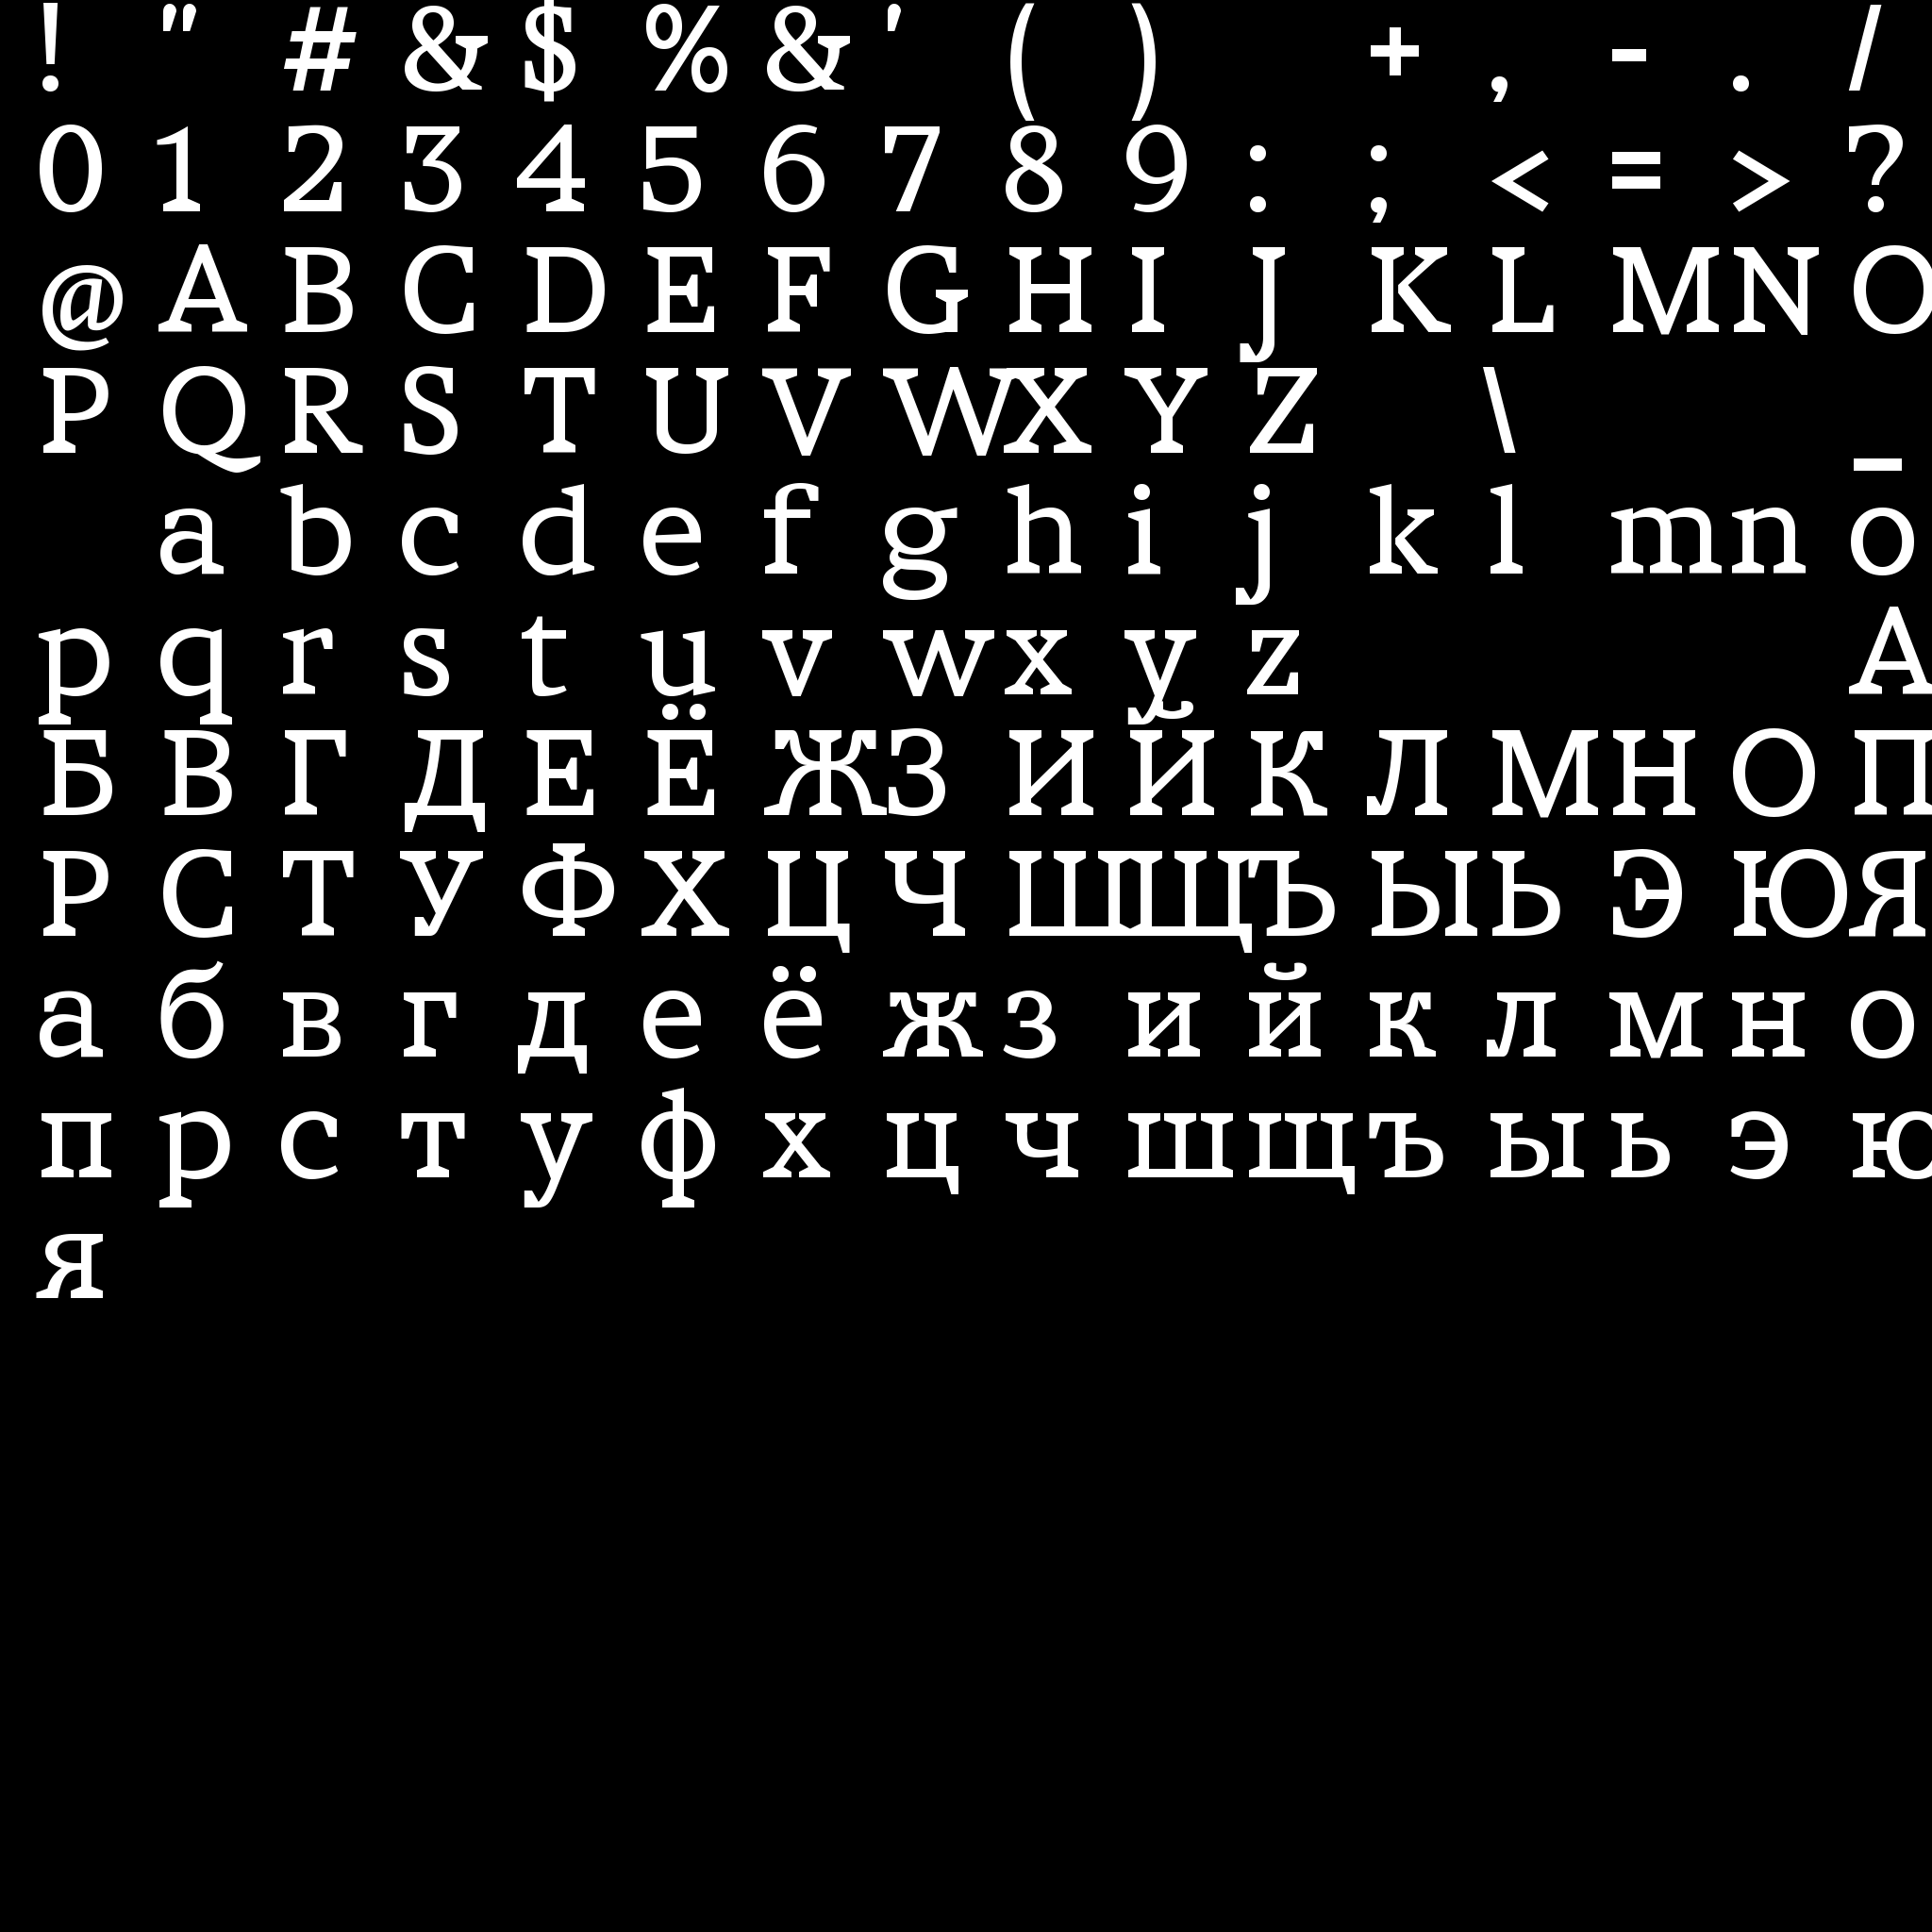 ! " # & $ % & ' ( ) + , - . /
0 1 2 3 4 5 6 7 8 9 : ; < = > ?
@ A B C D E F G H I J K L M N O
P Q R S T U V W X Y Z \ _
a b c d e f g h i j k l m n o
p q r s t u v w x y z А
Б В Г Д Е Ё Ж З И Й К Л М Н О П
Р С Т У Ф Х Ц Ч Ш Щ Ъ Ы Ь Э Ю Я
а б в г д е ё ж з и й к л м н о
п р с т у ф х ц ч ш щ ъ ы ь э ю
я